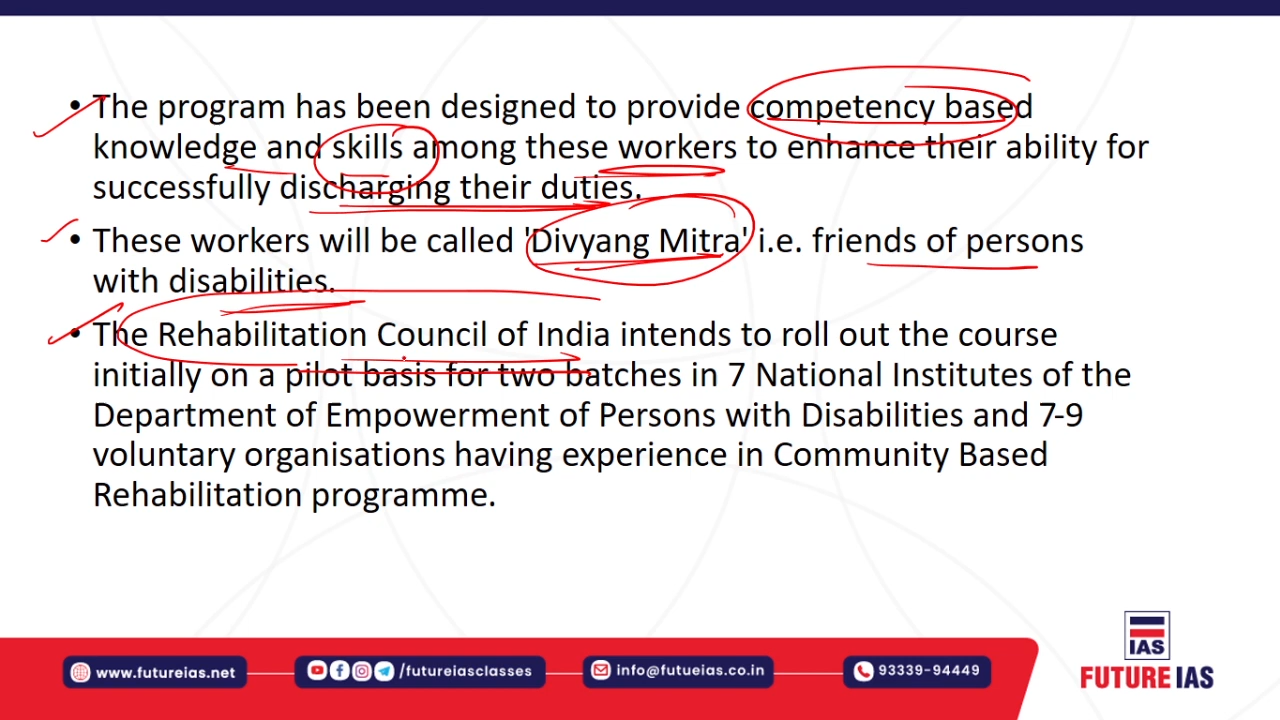 • The program has been designed to provide competency based
knowledge and skills among these workers to enhance their ability for
successfully discharging their duties.
• These workers will be called 'Divyang Mitra' i.e. friends of persons
with disabilities.
• The Rehabilitation Council of India intends to roll out the course
initially on a pilot basis for two batches in 7 National Institutes of the
Department of Empowerment of Persons with Disabilities and 7-9
voluntary organisations having experience in Community Based
Rehabilitation programme.
www.futureias.net
/futureiasclasses
info@futueias.co.in
93339-94449
IAS
FUTURE IAS